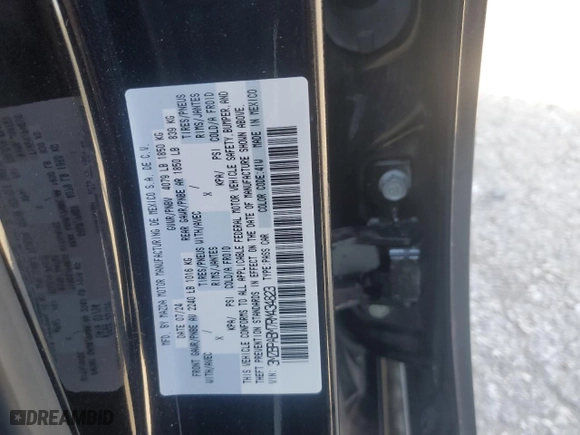 MFD. BY MAZDA MOTOR MANUFACTURING DE MEXICO S.A. DE C.V.
DATE 07/24 GVWR/PNBV 4079 LB 1850 KG
FRONT GAWR/PNBE AV 2240 LB 1016 KG REAR GAWR/PNBE AR 1850 LB 839 KG
TIRES/PNEUS TIRES/PNEUS
WITH/AVEC RIMS/JANTES WITH/AVEC RIMS/JANTES
X KPA/ PSI COLD/A FROID X KPA/ PSI COLD/A FROID
THIS VEHICLE CONFORMS TO ALL APPLICABLE FEDERAL MOTOR VEHICLE SAFETY, BUMPER, AND
THEFT PREVENTION STANDARDS IN EFFECT ON THE DATE OF MANUFACTURE SHOWN ABOVE.
VIN: TYPE:PASS CAR COLOR CODE:41W MADE IN MEXICO
DREAMBID